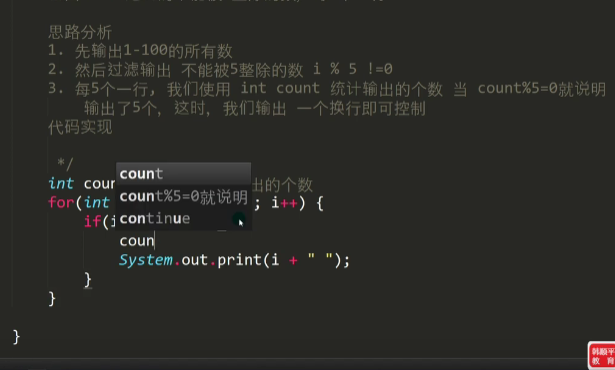 思路分析
1. 先输出1-100的所有数
2. 然后过滤输出 不能被5整除的数 i % 5 !=0
3. 每5个一行, 我们使用 int count 统计输出的个数 当 count%5=0就说明
输出了5个, 这时, 我们输出 一个换行即可控制
代码实现
*/
int coun 出的个数
for(int ; i++) {
if(i
count
count%5=0就说明
continue
coun
System.out.print(i + " ");
}
}
}
韩顺平
教育